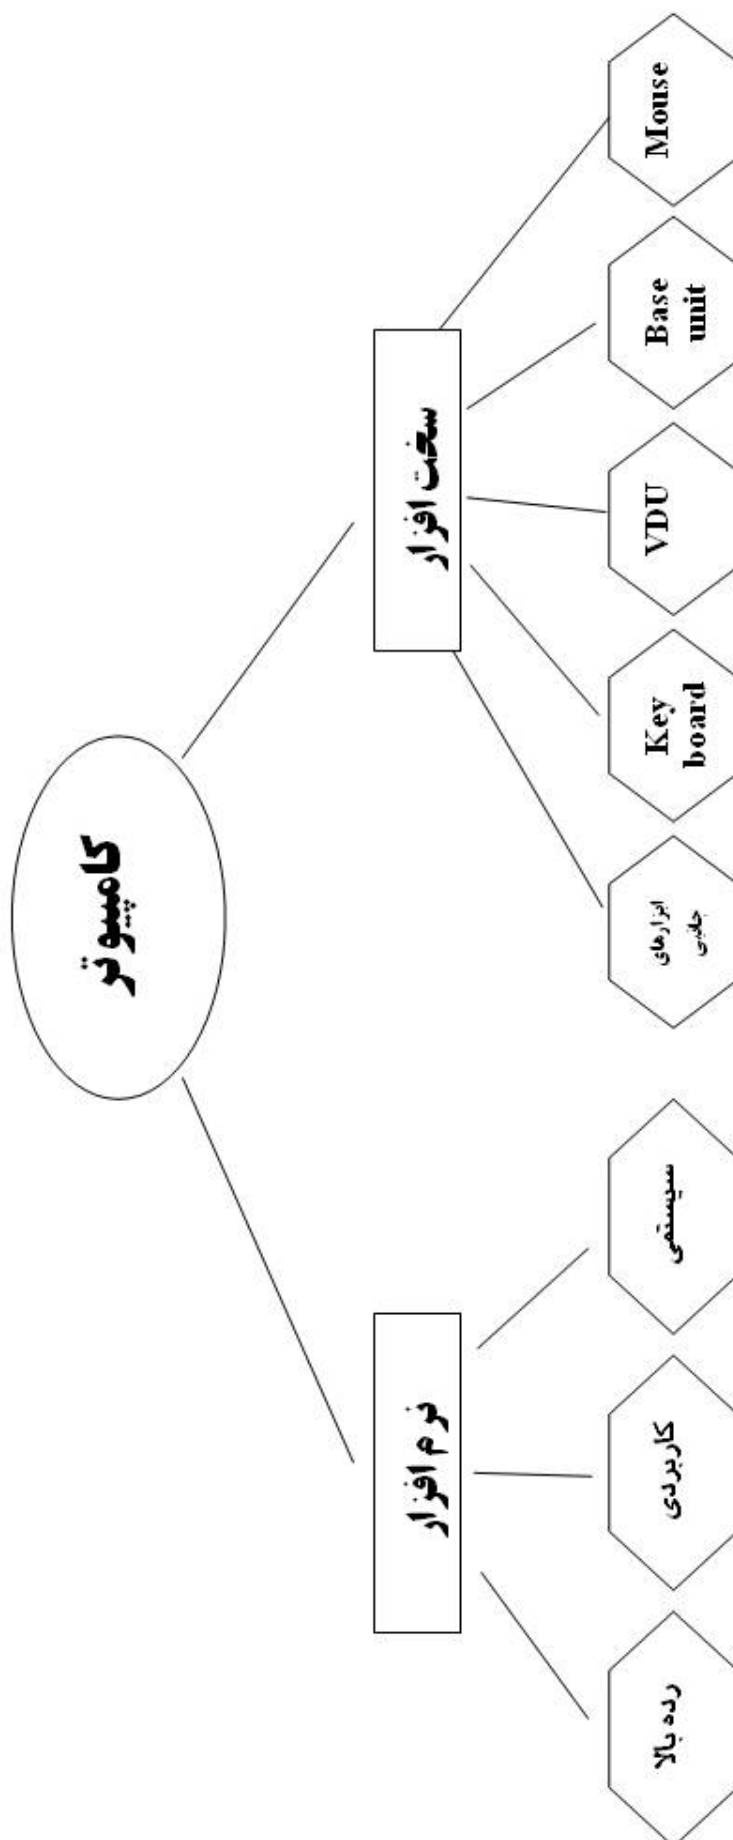 کامپیوتر
سخت افزار
نرم افزار
Mouse
Base
unit
VDU
Key
board
ابزارهای
جانبی
سیستمی
کاربردی
رده بالا